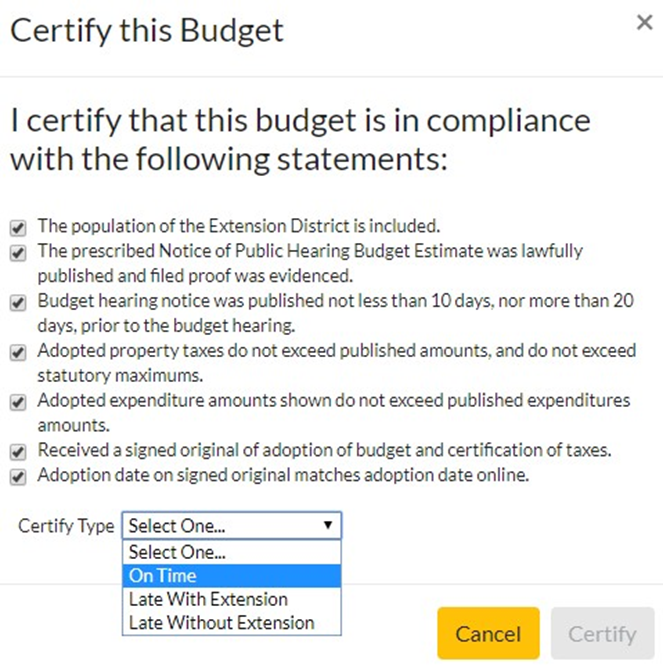 Certify this Budget ×
I certify that this budget is in compliance
with the following statements:
The population of the Extension District is included.
The prescribed Notice of Public Hearing Budget Estimate was lawfully
published and filed proof was evidenced.
Budget hearing notice was published not less than 10 days, nor more than 20
days, prior to the budget hearing.
Adopted property taxes do not exceed published amounts, and do not exceed
statutory maximums.
Adopted expenditure amounts shown do not exceed published expenditures
amounts.
Received a signed original of adoption of budget and certification of taxes.
Adoption date on signed original matches adoption date online.
Certify Type Select One...
Select One...
On Time
Late With Extension
Late Without Extension
Cancel Certify